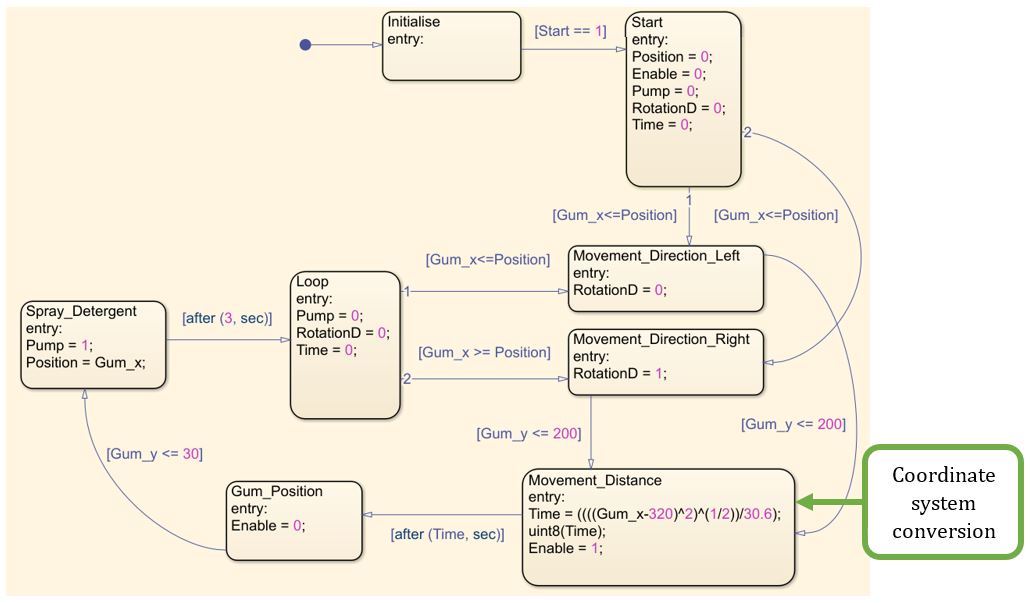 Initialise
entry:
[Start == 1]
Start
entry:
Position = 0;
Enable = 0;
Pump = 0;
RotationD = 0;
Time = 0;
2
1
[Gum_x<=Position]
[Gum_x<=Position]
Movement_Direction_Left
entry:
RotationD = 0;
[Gum_x<=Position]
1
Loop
entry:
Pump = 0;
RotationD = 0;
Time = 0;
Spray_Detergent
entry:
Pump = 1;
Position = Gum_x;
[after (3, sec)]
[Gum_x >= Position]
2
Movement_Direction_Right
entry:
RotationD = 1;
[Gum_y <= 200]
[Gum_y <= 200]
[Gum_y <= 30]
Gum_Position
entry:
Enable = 0;
[after (Time, sec)]
Movement_Distance
entry:
Time = ((((Gum_x-320)^2)^(1/2))/30.6);
uint8(Time);
Enable = 1;
Coordinate
system
conversion